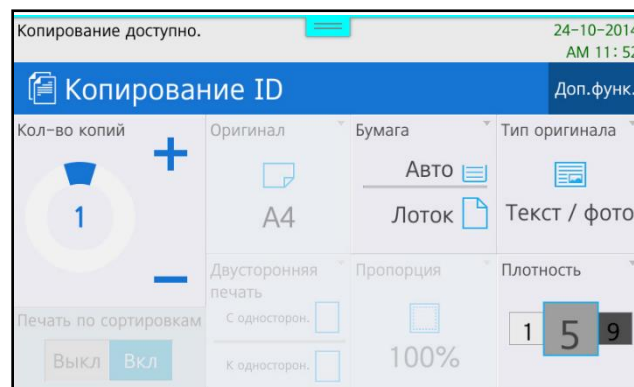 Копирование доступно.
24-10-2014
AM 11:52
Копирование ID
Доп.функ.
Кол-во копий
1
Оригинал
A4
Бумага
Авто
Лоток
Тип оригинала
Текст / фото
Печать по сортировкам
Выкл Вкл
Двусторонняя
печать
С односторон.
К односторон.
Пропорция
100%
Плотность
1 5 9